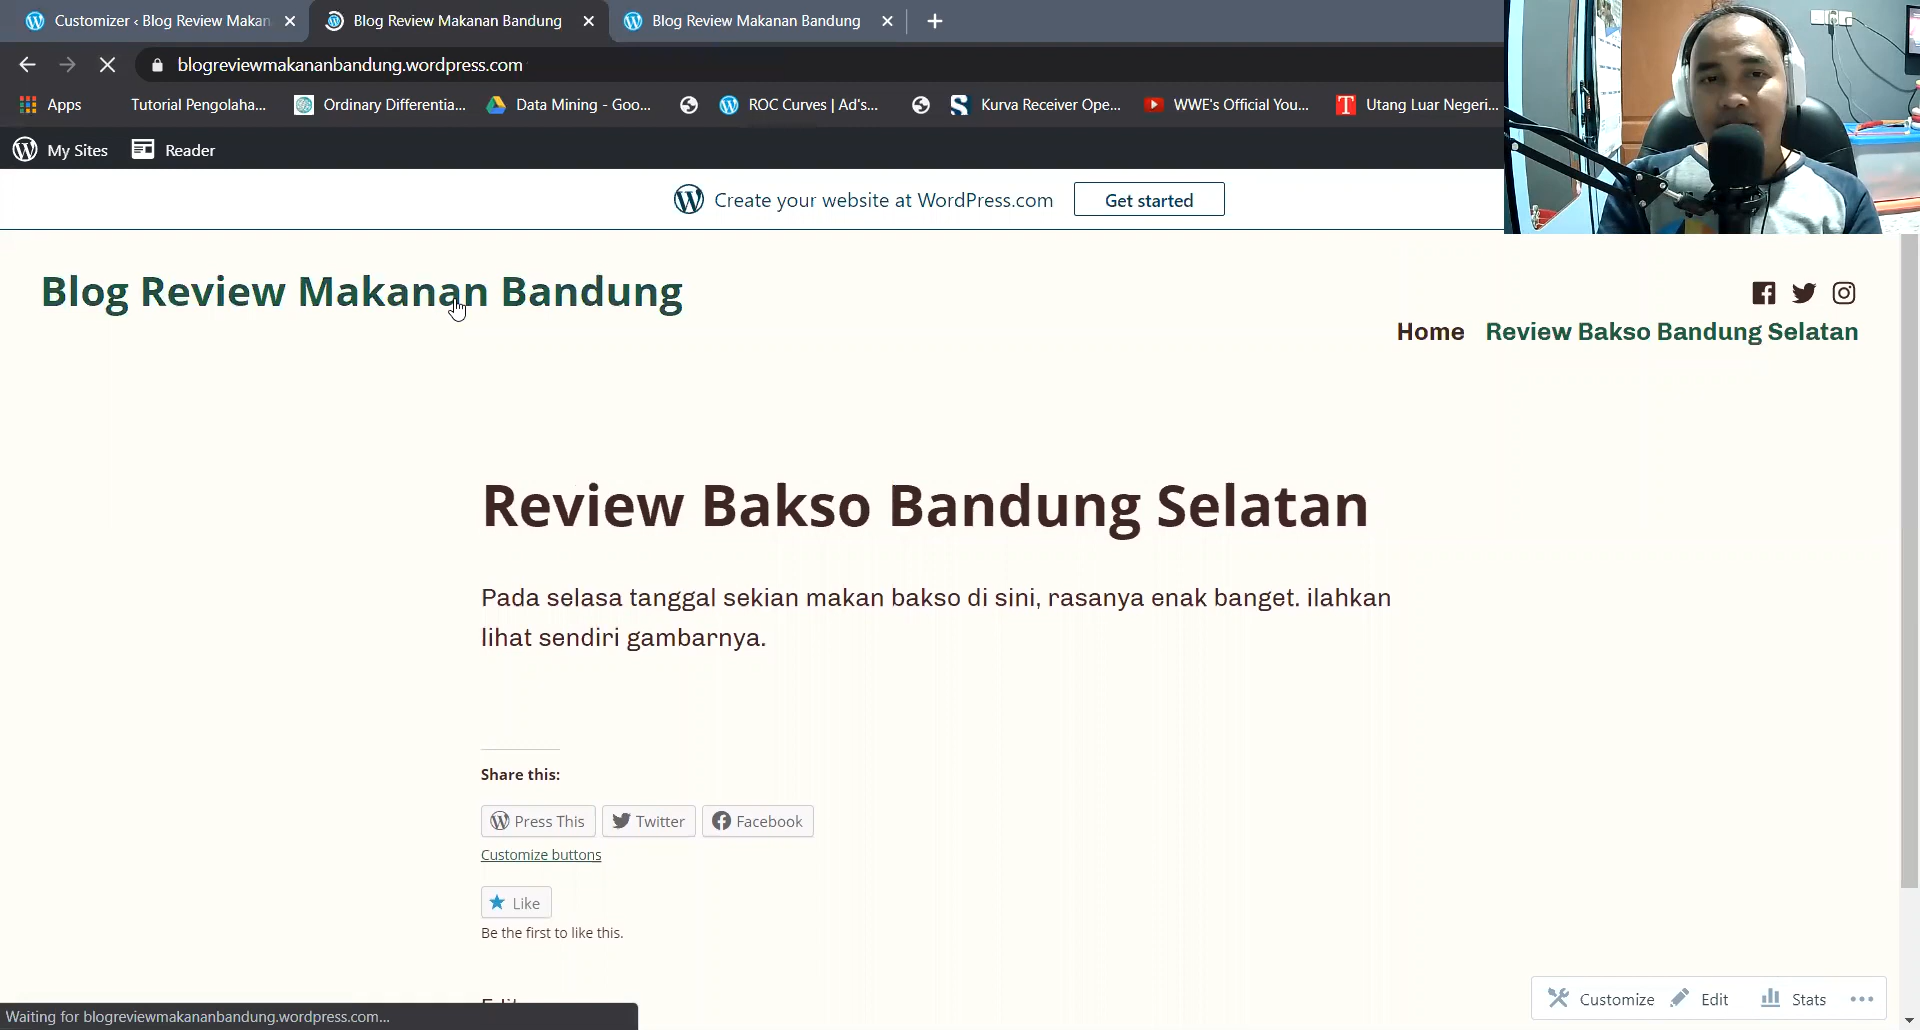 Customizer ‹ Blog Review Makan
Blog Review Makanan Bandung
Blog Review Makanan Bandung
blogreviewmakananbandung.wordpress.com
Apps
Tutorial Pengolaha...
Ordinary Differentia...
Data Mining - Goo...
ROC Curves | Ad's...
Kurva Receiver Ope...
WWE's Official You...
Utang Luar Negeri...
My Sites
Reader
Create your website at WordPress.com
Get started
Blog Review Makanan Bandung
Home
Review Bakso Bandung Selatan
Review Bakso Bandung Selatan
Pada selasa tanggal sekian makan bakso di sini, rasanya enak banget. ilahkan
lihat sendiri gambarnya.
Share this:
Press This
Twitter
Facebook
Customize buttons
Like
Be the first to like this.
Edit
Customize
Edit
Stats
Waiting for blogreviewmakananbandung.wordpress.com...